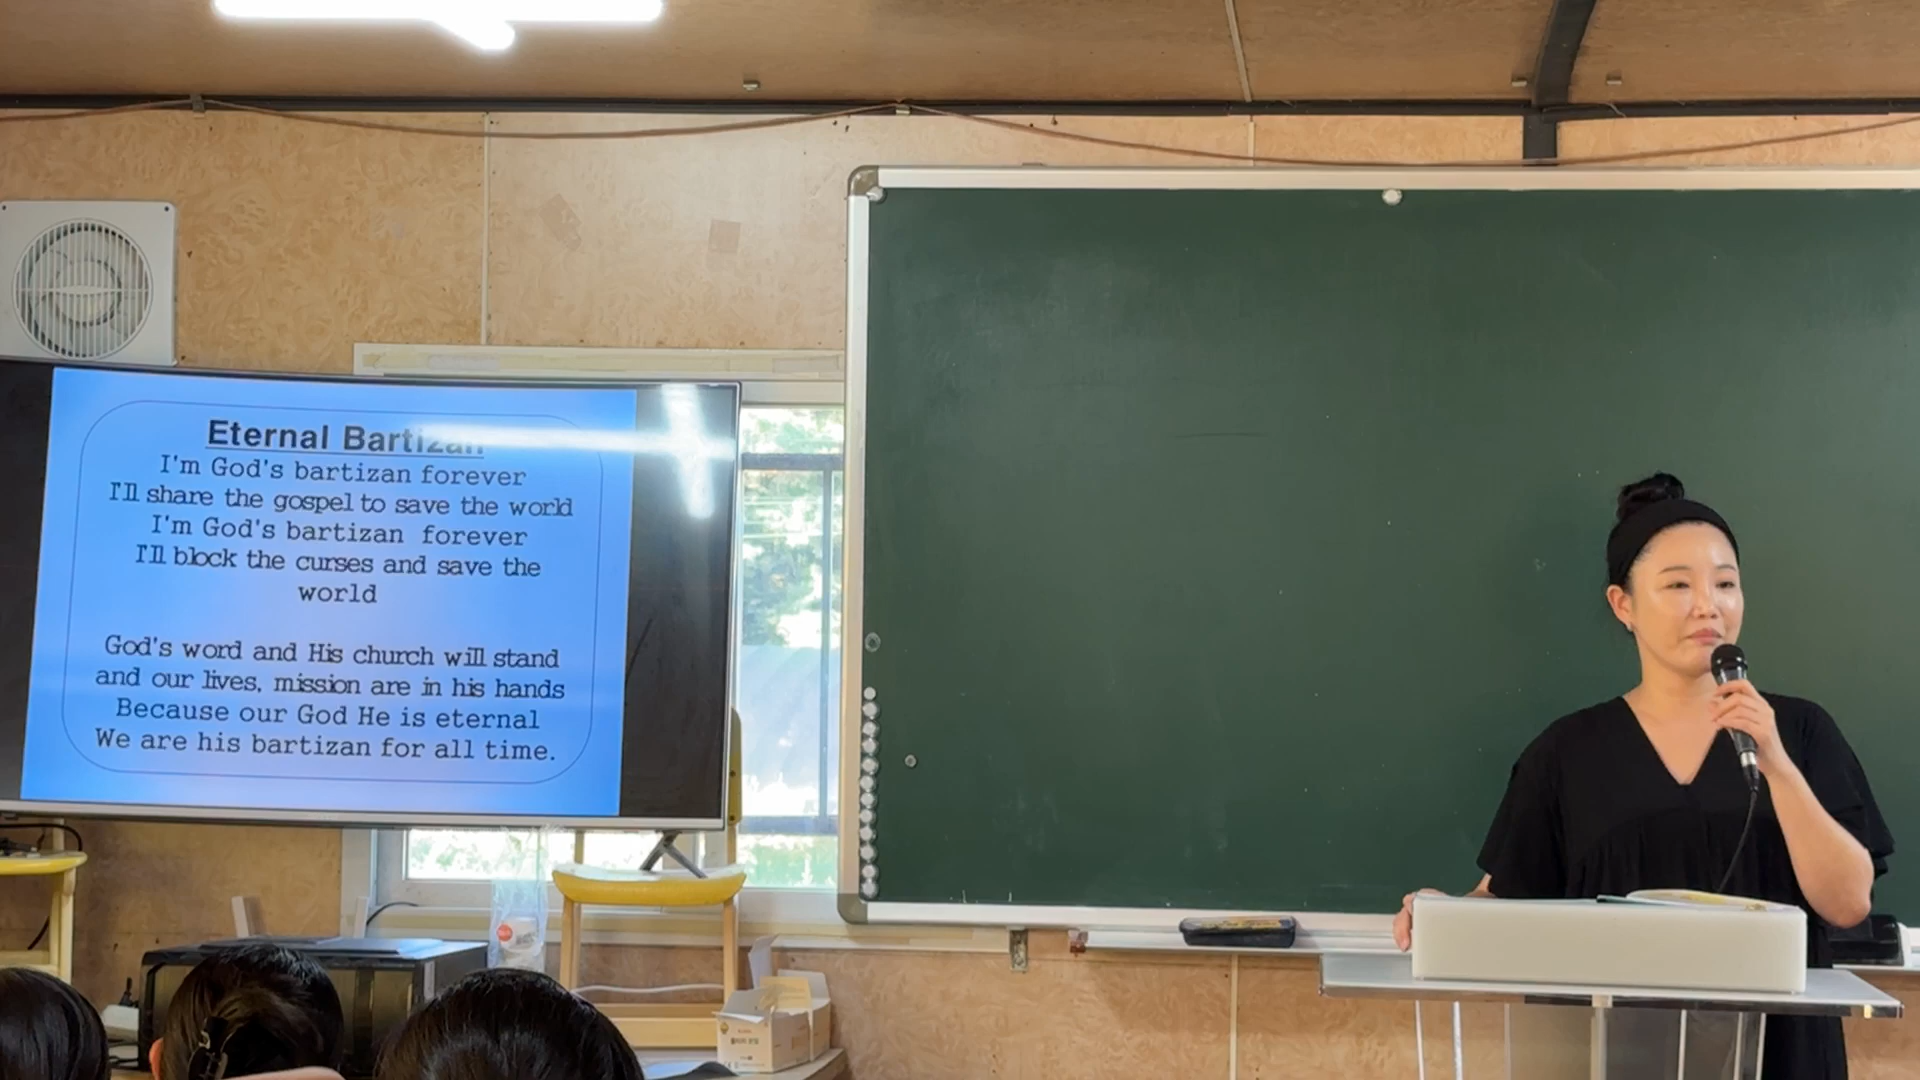 Eternal Bartizan
I'm God's bartizan forever
I'll share the gospel to save the world
I'm God's bartizan forever
I'll block the curses and save the
world
God's word and His church will stand
and our lives, mission are in his hands
Because our God He is eternal
We are his bartizan for all time.